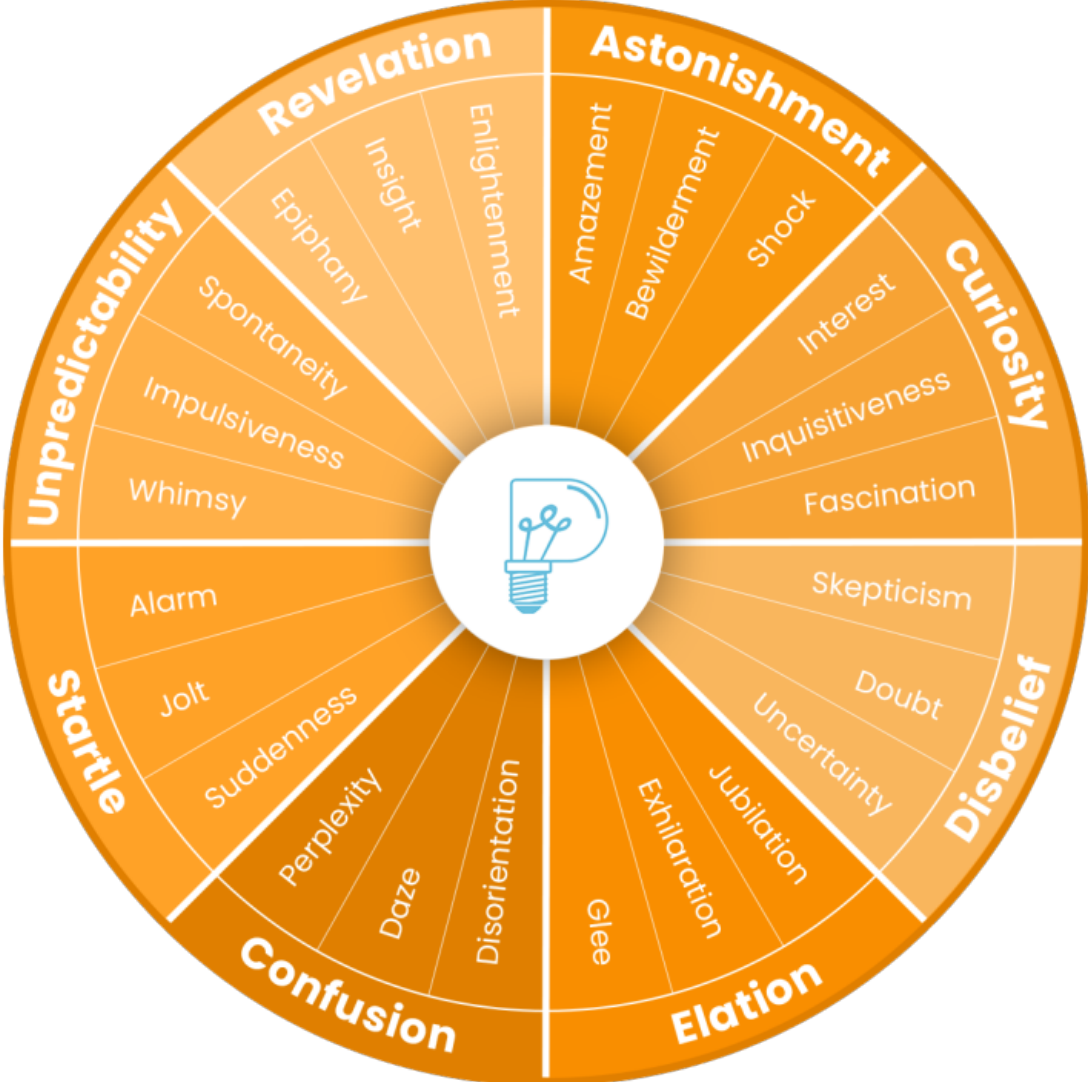 Astonishment
Amazement
Bewilderment
Shock
Curiosity
Interest
Inquisitiveness
Fascination
Disbelief
Skepticism
Doubt
Uncertainty
Elation
Jubilation
Exhilaration
Glee
Confusion
Disorientation
Daze
Perplexity
Startle
Suddenness
Jolt
Alarm
Unpredictability
Whimsy
Impulsiveness
Spontaneity
Revelation
Epiphany
Insight
Enlightenment